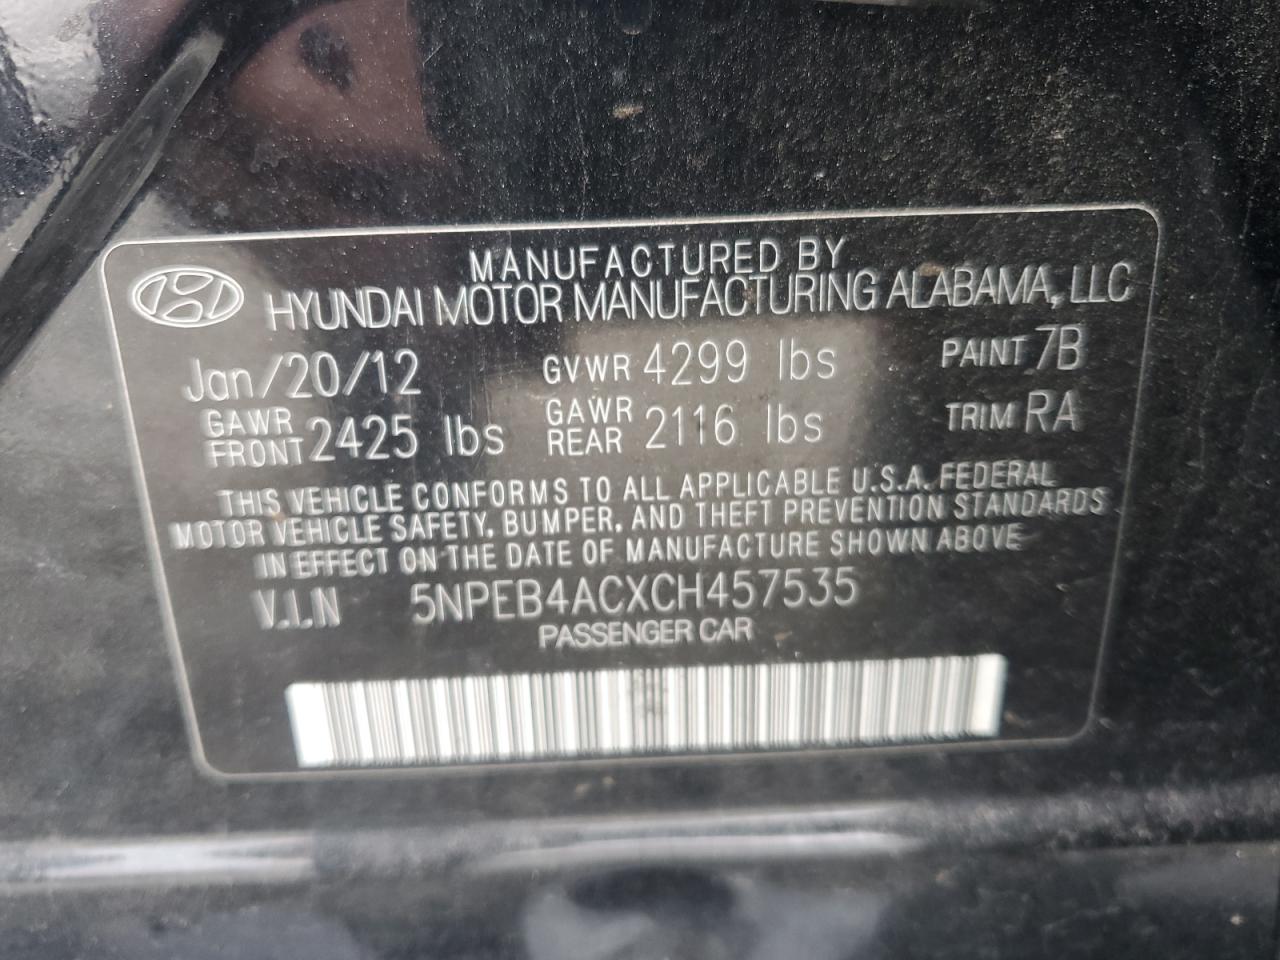 MANUFACTURED BY
HYUNDAI MOTOR MANUFACTURING ALABAMA, LLC
Jan/20/12 GVWR 4299 lbs PAINT 7B
GAWR FRONT 2425 lbs GAWR REAR 2116 lbs TRIM RA
THIS VEHICLE CONFORMS TO ALL APPLICABLE U.S.A. FEDERAL
MOTOR VEHICLE SAFETY, BUMPER, AND THEFT PREVENTION STANDARDS
IN EFFECT ON THE DATE OF MANUFACTURE SHOWN ABOVE
V.I.N 5NPEB4ACXCH457535
PASSENGER CAR